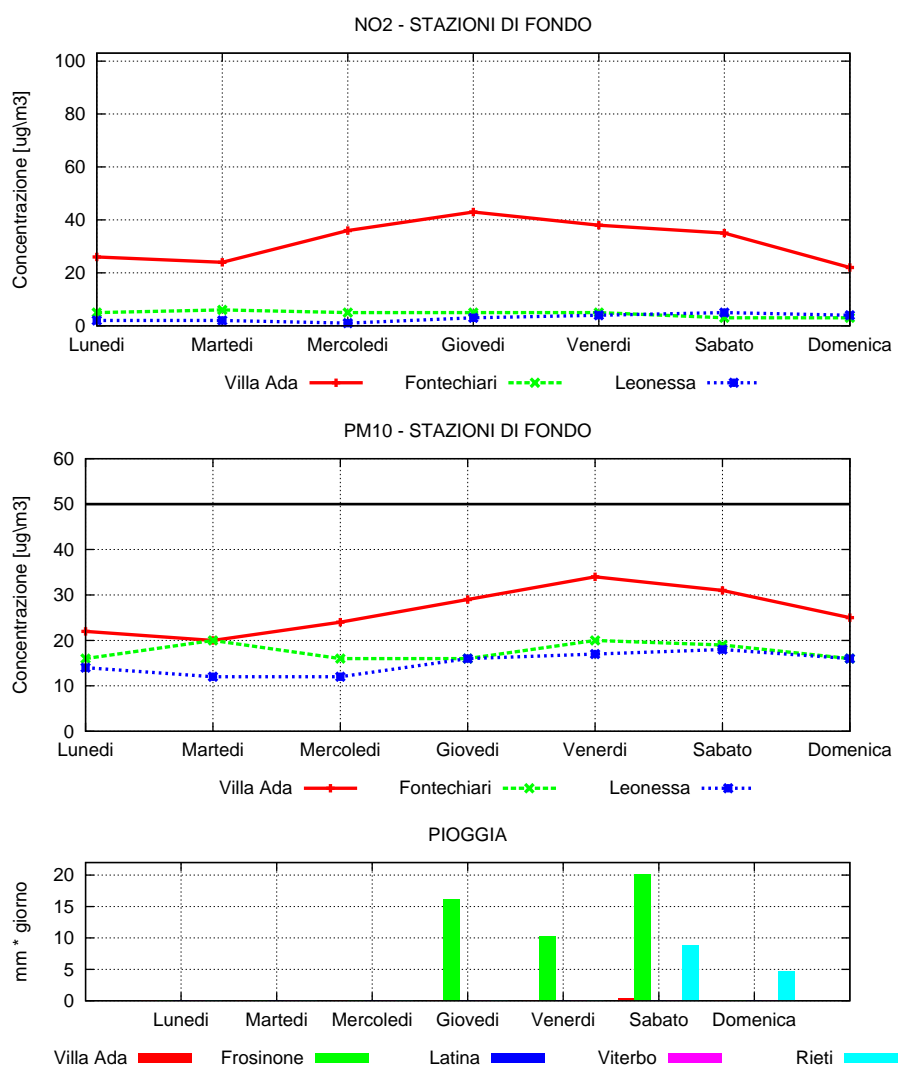 NO2 - STAZIONI DI FONDO
100
80
60
40
20
0
Concentrazione [ug\m3]
Lunedi Martedi Mercoledi Giovedi Venerdi Sabato Domenica
Villa Ada Fontechiari Leonessa
PM10 - STAZIONI DI FONDO
60
50
40
30
20
10
0
Concentrazione [ug\m3]
Lunedi Martedi Mercoledi Giovedi Venerdi Sabato Domenica
Villa Ada Fontechiari Leonessa
PIOGGIA
20
15
10
5
0
mm * giorno
Lunedi Martedi Mercoledi Giovedi Venerdi Sabato Domenica
Villa Ada Frosinone Latina Viterbo Rieti